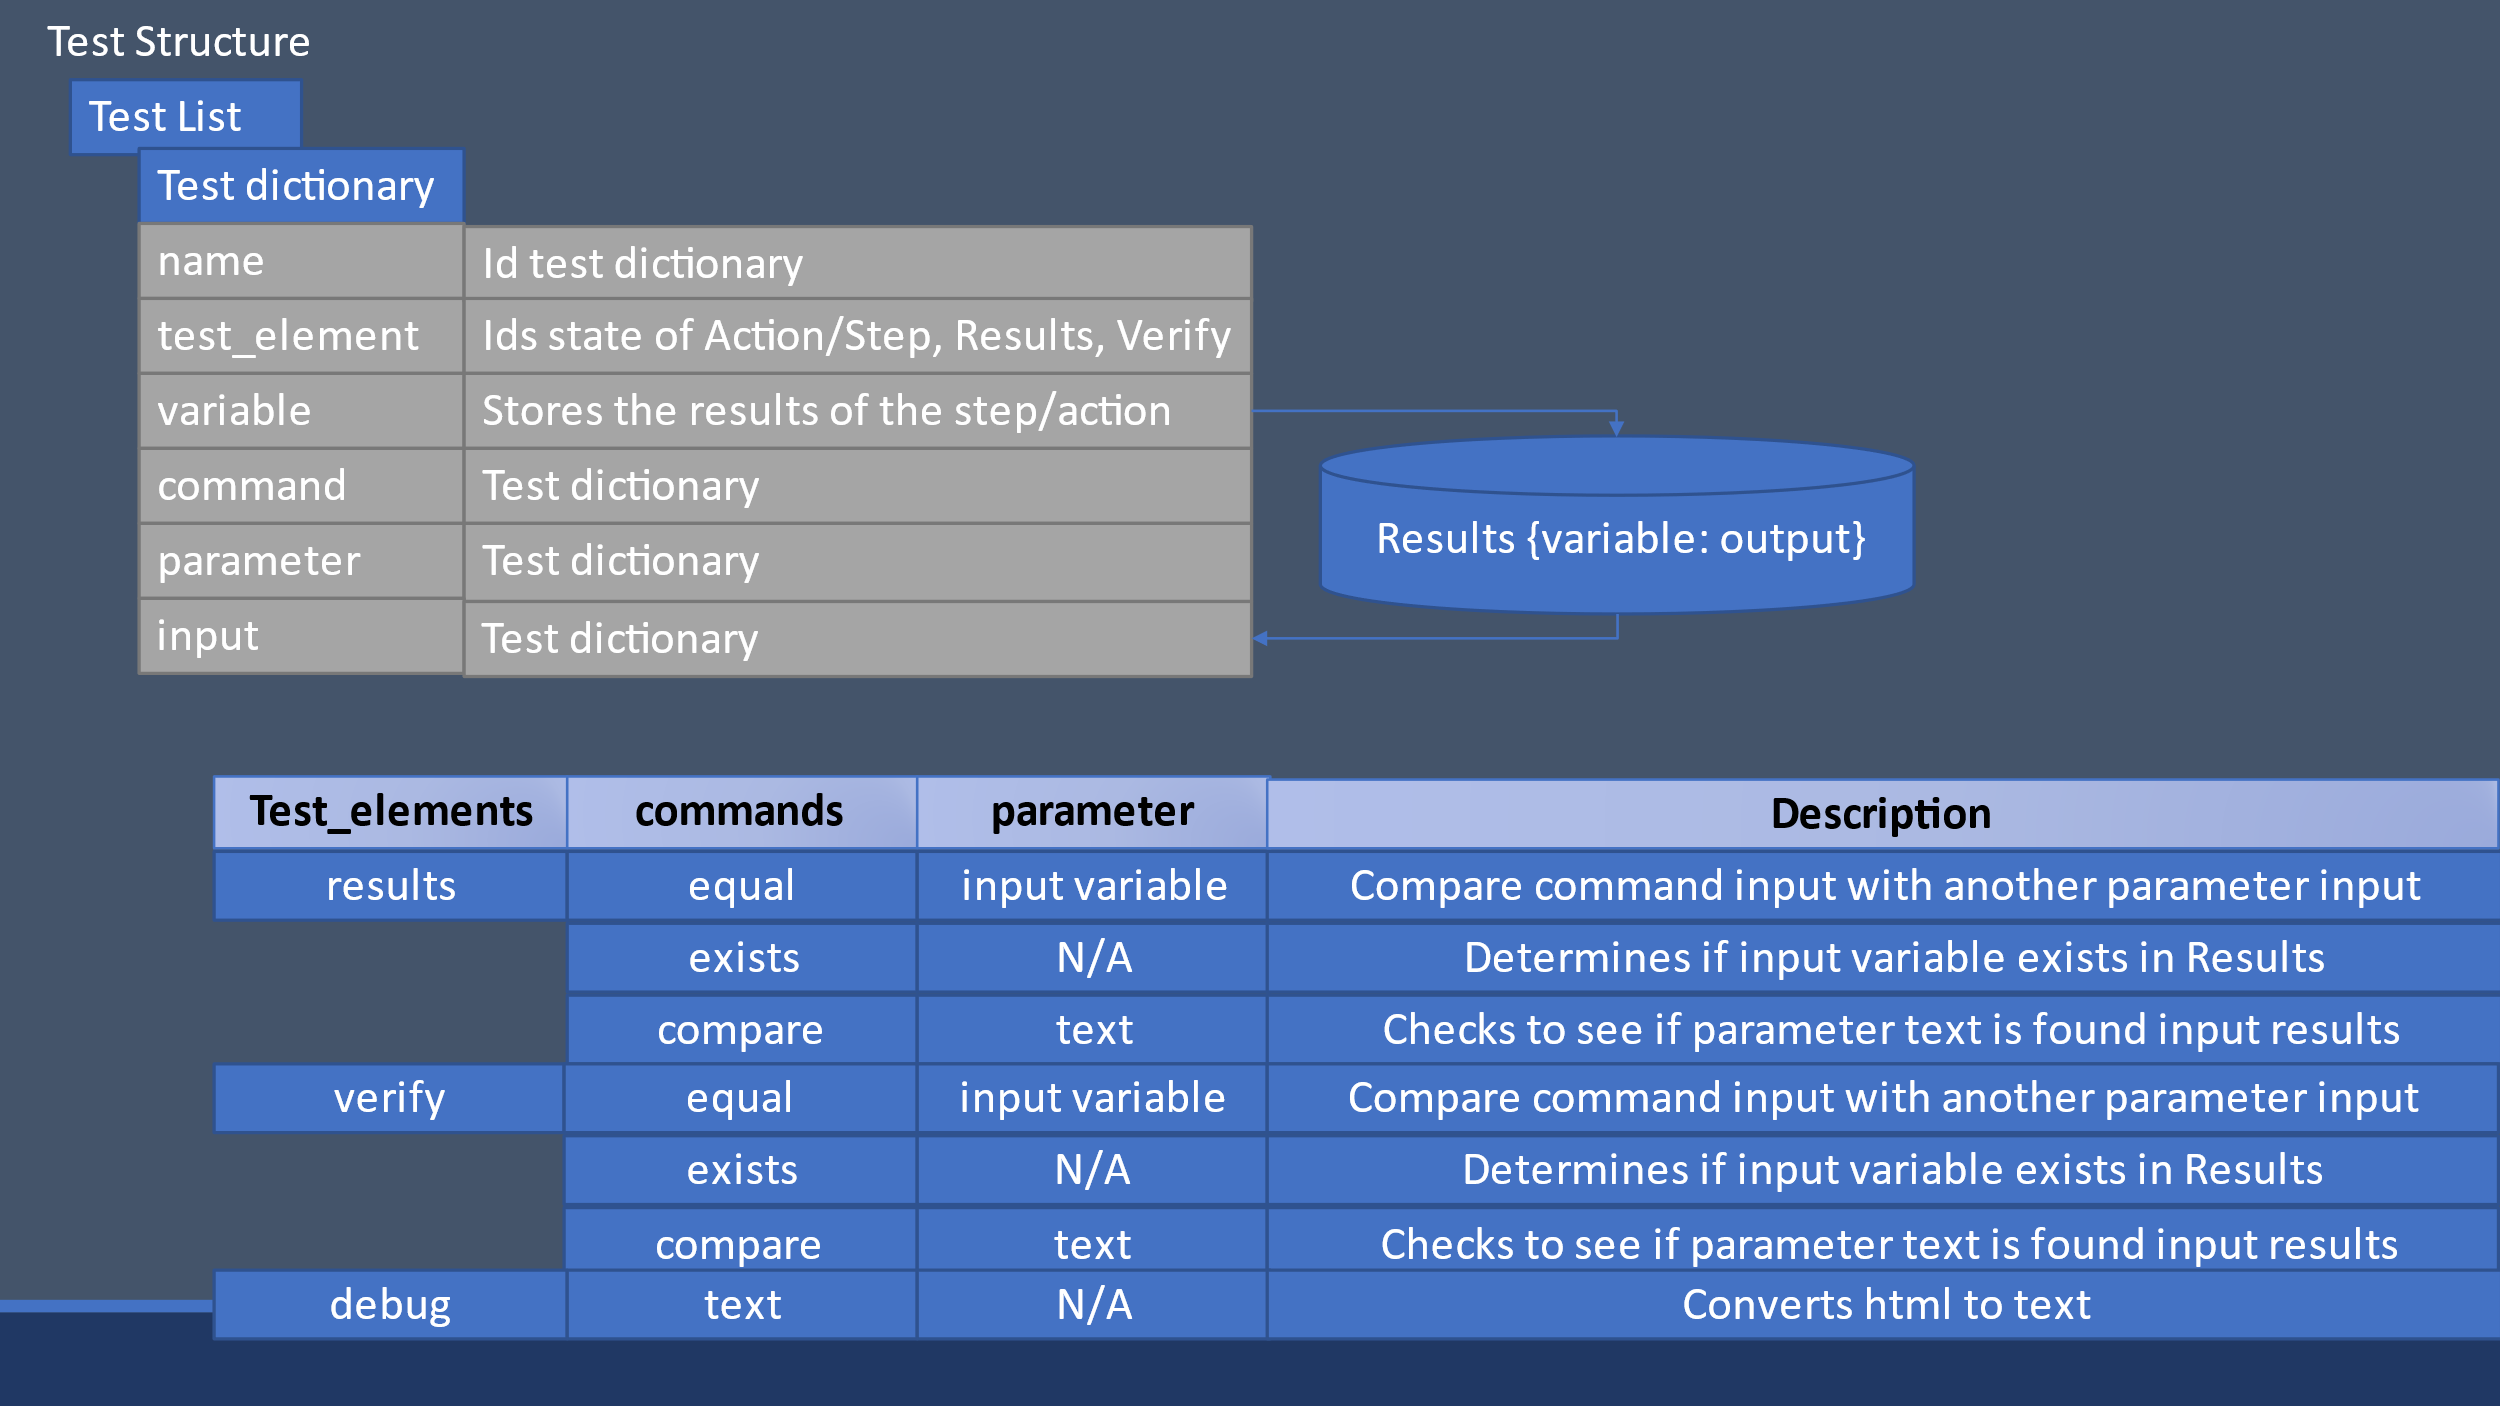 Test Structure
Test List
Test dictionary
name Id test dictionary
test_element Ids state of Action/Step, Results, Verify
variable Stores the results of the step/action
command Test dictionary
parameter Test dictionary
input Test dictionary
Results {variable: output}
Test_elements commands parameter Description
results equal input variable Compare command input with another parameter input
exists N/A Determines if input variable exists in Results
compare text Checks to see if parameter text is found input results
verify equal input variable Compare command input with another parameter input
exists N/A Determines if input variable exists in Results
compare text Checks to see if parameter text is found input results
debug text N/A Converts html to text